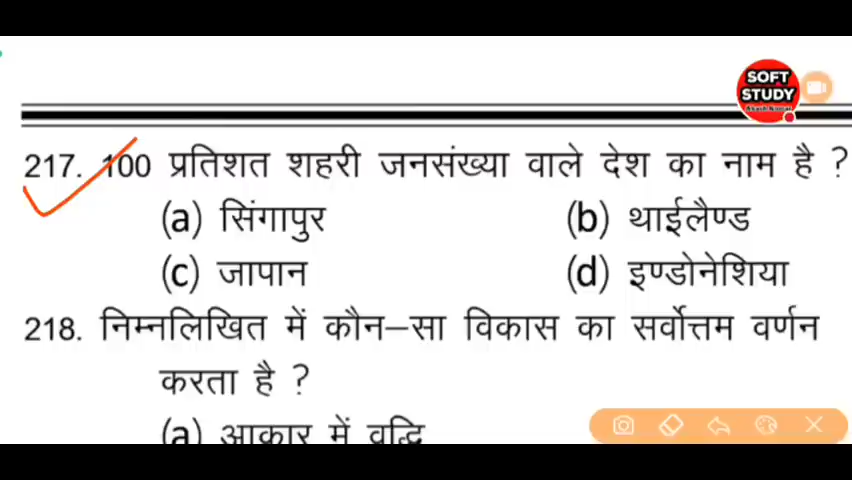 SOFT
STUDY
217. 100 प्रतिशत शहरी जनसंख्या वाले देश का नाम है ?
(a) सिंगापुर (b) थाईलैण्ड
(c) जापान (d) इण्डोनेशिया
218. निम्नलिखित में कौन–सा विकास का सर्वोत्तम वर्णन
करता है ?
(a) आकार में वृद्धि